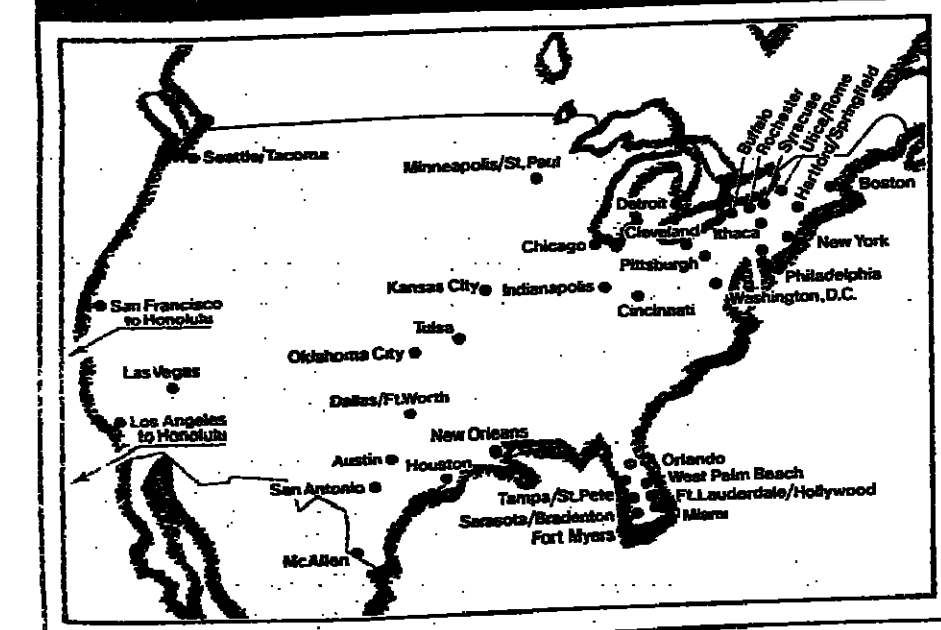 Buffalo
Rochester
Syracuse
Utica/Rome
Hartford/Springfield
Seattle/Tacoma
Minneapolis/St. Paul
Boston
Detroit
Cleveland
Ithaca
Chicago
New York
Pittsburgh
Philadelphia
Kansas City
Indianapolis
Washington, D.C.
San Francisco
to Honolulu
Cincinnati
Tulsa
Oklahoma City
Las Vegas
Dallas/Ft.Worth
Los Angeles
to Honolulu
New Orleans
Austin
Houston
Orlando
West Palm Beach
San Antonio
Tampa/St.Pete
Ft.Lauderdale/Hollywood
Sarasota/Bradenton
Miami
Fort Myers
McAllen